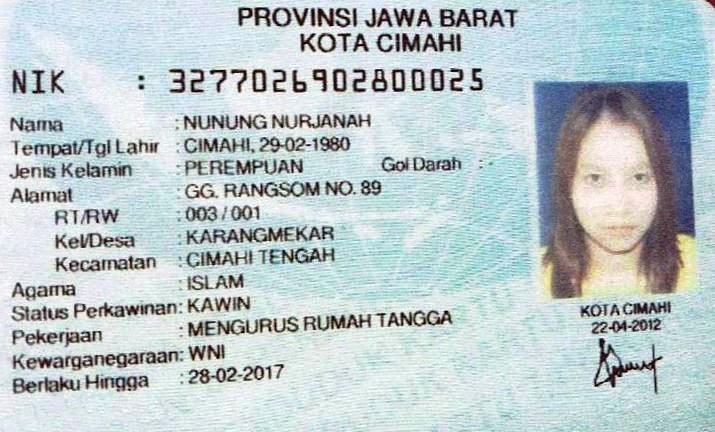 PROVINSI JAWA BARAT
KOTA CIMAHI
NIK : 3277026902800025
Nama : NUNUNG NURJANAH
Tempat/Tgl Lahir : CIMAHI, 29-02-1980
Jenis Kelamin : PEREMPUAN Gol Darah : -
Alamat : GG. RANGSOM NO. 89
RT/RW : 003 / 001
Kel/Desa : KARANGMEKAR
Kecamatan : CIMAHI TENGAH
Agama : ISLAM
Status Perkawinan: KAWIN
Pekerjaan : MENGURUS RUMAH TANGGA
Kewarganegaraan: WNI
Berlaku Hingga : 28-02-2017
KOTA CIMAHI
22-04-2012